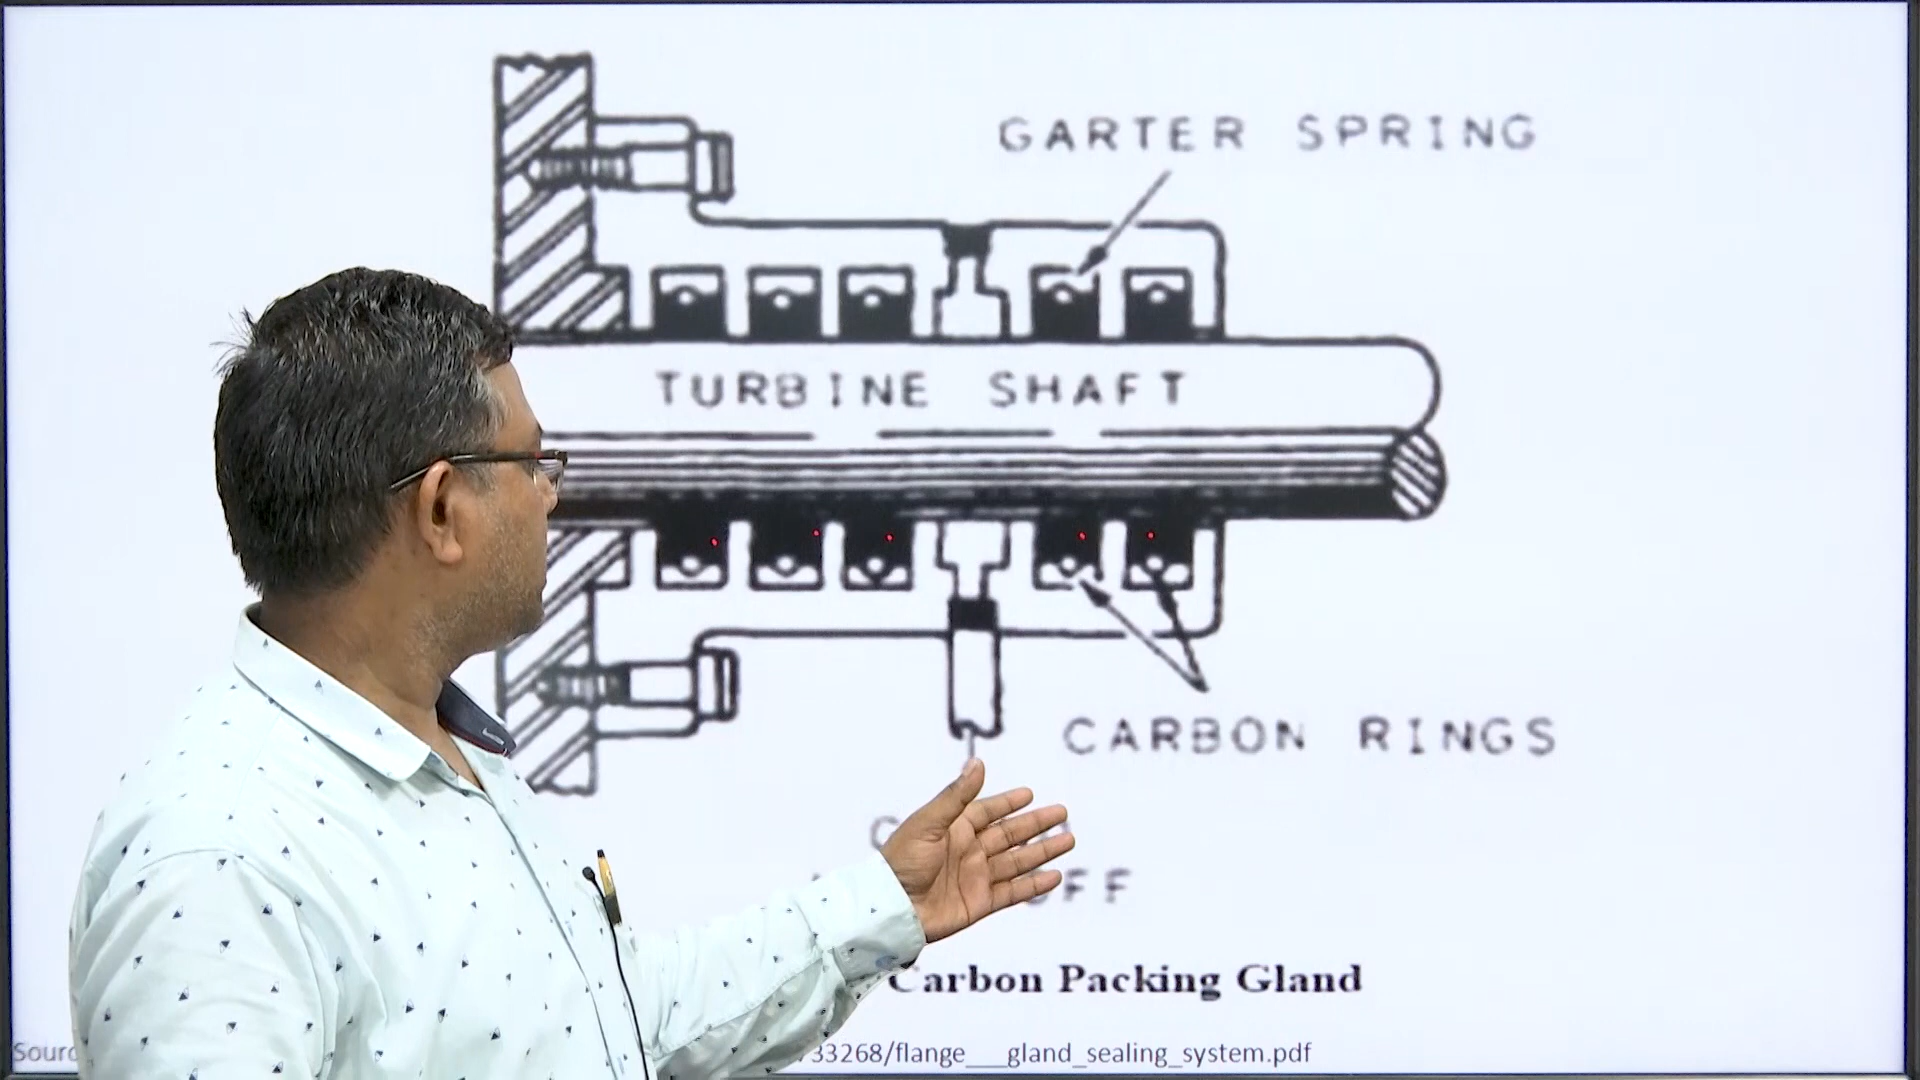 GARTER SPRING
TURBINE SHAFT
CARBON RINGS
Carbon Packing Gland
33268/flange___gland_sealing_system.pdf